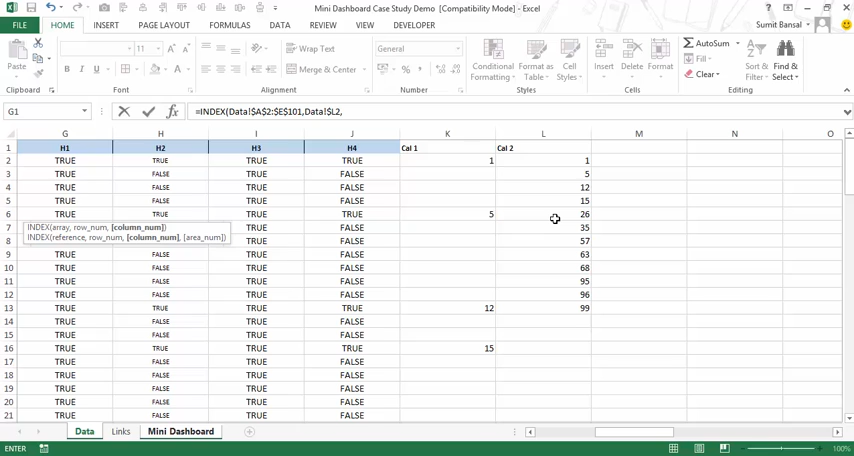 Mini Dashboard Case Study Demo [Compatibility Mode] - Excel
FILE HOME INSERT PAGE LAYOUT FORMULAS DATA REVIEW VIEW DEVELOPER Sumit Bansal
Paste
Clipboard
11
B I U
Font
Wrap Text
Merge & Center
Alignment
General
Number
Conditional Formatting
Format as Table
Cell Styles
Styles
Insert Delete Format
Cells
AutoSum
Fill
Clear
Sort & Filter
Find & Select
Editing
G1 =INDEX(Data!$A$2:$E$101,Data!$L2,
G H I J K L M N O
1 H1 H2 H3 H4 Cal 1 Cal 2
2 TRUE TRUE TRUE TRUE 1 1
3 TRUE FALSE TRUE FALSE 5
4 TRUE FALSE TRUE FALSE 12
5 TRUE FALSE TRUE FALSE 15
6 TRUE TRUE TRUE TRUE 5 26
7 INDEX(array, row_num, [column_num]) TRUE FALSE 35
8 INDEX(reference, row_num, [column_num], [area_num]) TRUE FALSE 57
9 TRUE FALSE TRUE FALSE 63
10 TRUE FALSE TRUE FALSE 68
11 TRUE FALSE TRUE FALSE 95
12 TRUE FALSE TRUE FALSE 96
13 TRUE TRUE TRUE TRUE 12 99
14 TRUE FALSE TRUE FALSE
15 TRUE FALSE TRUE FALSE
16 TRUE TRUE TRUE TRUE 15
17 TRUE FALSE TRUE FALSE
18 TRUE FALSE TRUE FALSE
19 TRUE FALSE TRUE FALSE
20 TRUE FALSE TRUE FALSE
21 TRUE FALSE TRUE FALSE
Data Links Mini Dashboard
ENTER 100%